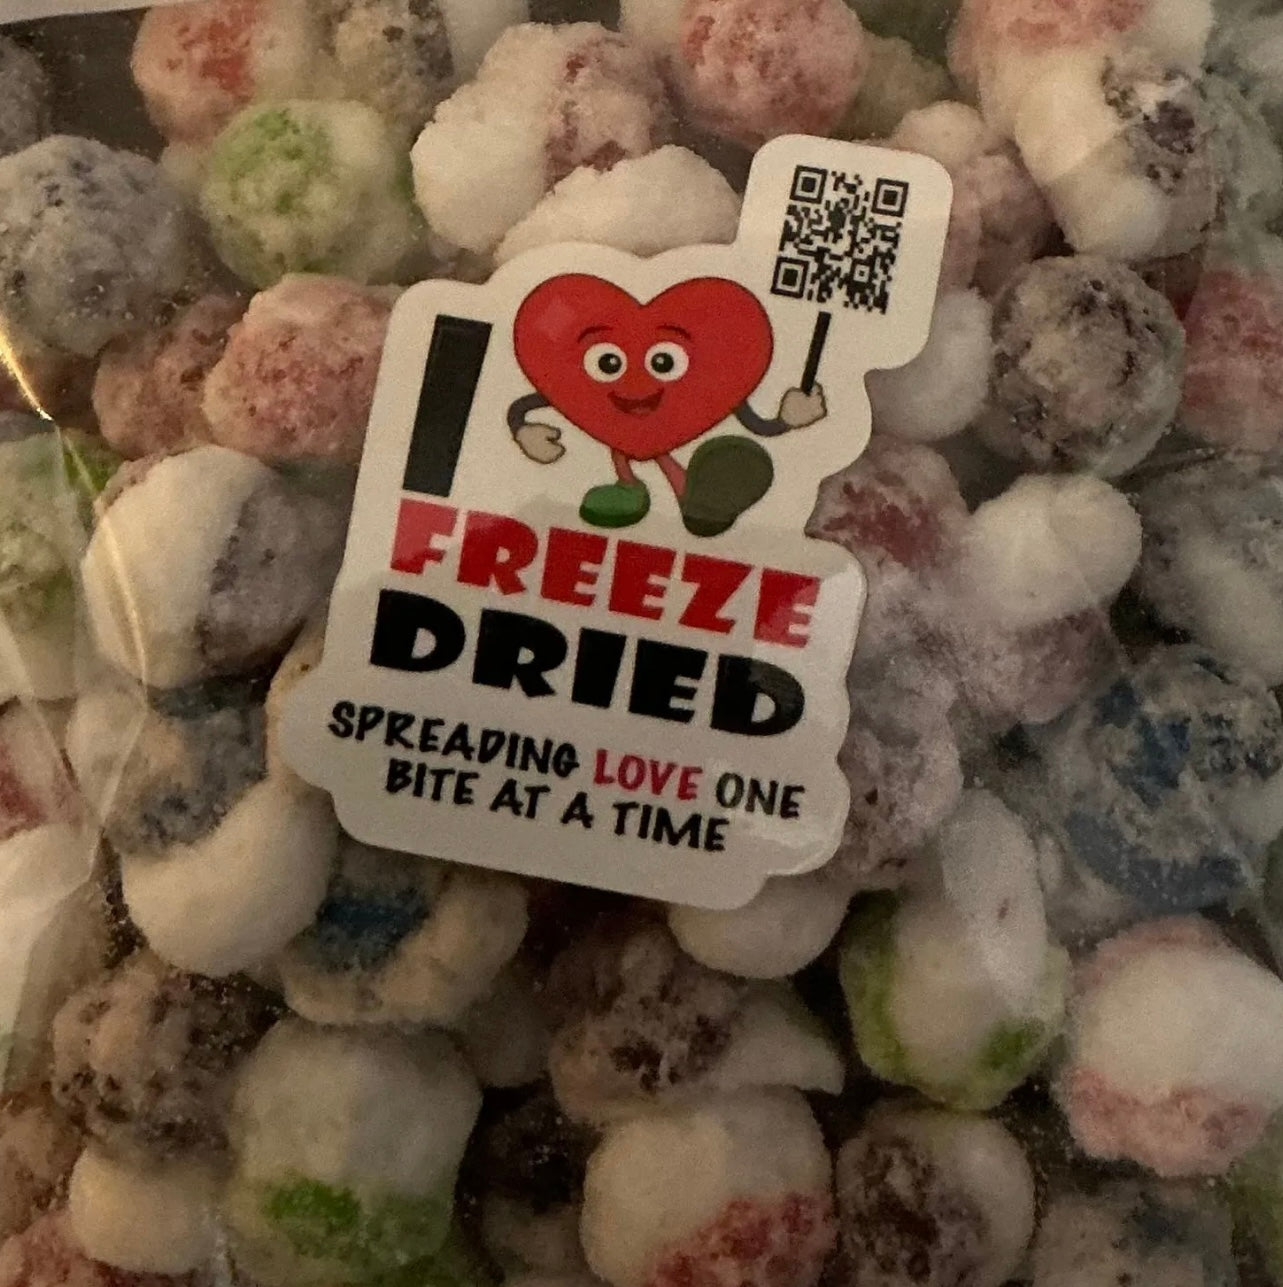 I
FREEZE
DRIED
SPREADING LOVE ONE
BITE AT A TIME